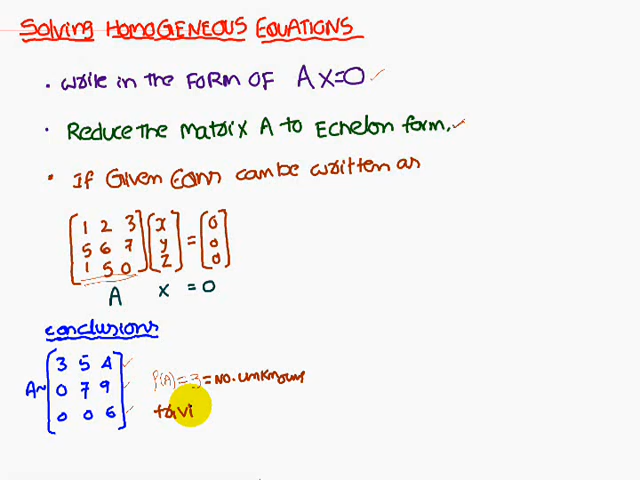 Solving HOMOGENEOUS EQUATIONS
• Write in the FORM OF AX=0
• Reduce the matrix A to Echelon form.
• If Given Eqns can be written as
[1 2 3] [x] = [0]
[5 6 7] [y] = [0]
[1 5 0] [z] = [0]
A X = 0
conclusions
[3 5 4]
A~ [0 7 9] ρ(A) = 3 = no. unknowns
[0 0 6] trivi